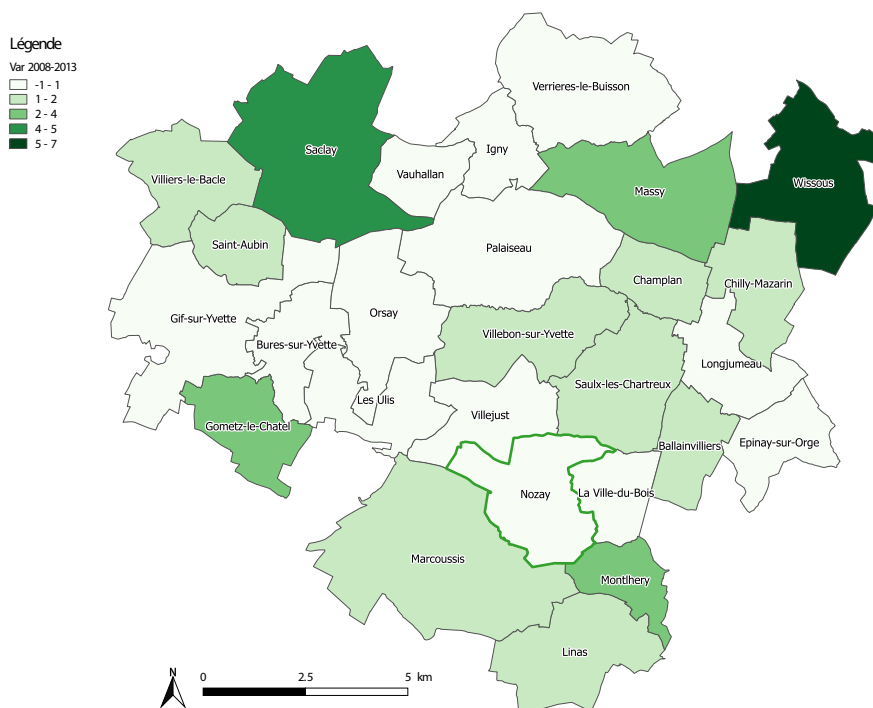 Légende
Var 2008-2013
-1 - 1
1 - 2
2 - 4
4 - 5
5 - 7
Verrieres-le-Buisson
Saclay
Igny
Vauhallan
Villiers-le-Bacle
Massy
Wissous
Saint-Aubin
Palaiseau
Champlan
Chilly-Mazarin
Gif-sur-Yvette
Orsay
Villebon-sur-Yvette
Bures-sur-Yvette
Longjumeau
Saulx-les-Chartreux
Les Ulis
Villejust
Gometz-le-Chatel
Ballainvilliers
Epinay-sur-Orge
Nozay
La Ville-du-Bois
Marcoussis
Montlhery
Linas
N
0 2.5 5 km